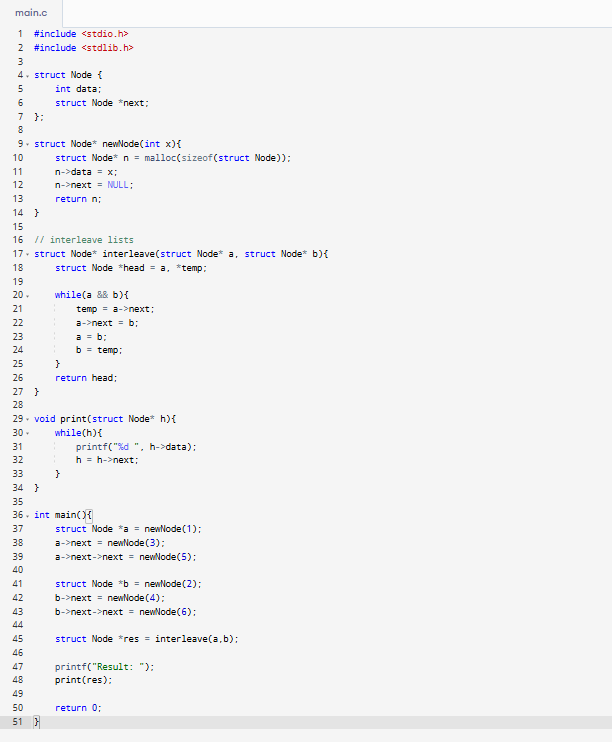 main.c
1 #include <stdio.h>
2 #include <stdlib.h>
3
4 struct Node {
5     int data;
6     struct Node *next;
7 };
8
9 struct Node* newNode(int x){
10     struct Node* n = malloc(sizeof(struct Node));
11     n->data = x;
12     n->next = NULL;
13     return n;
14 }
15
16 // interleave lists
17 struct Node* interleave(struct Node* a, struct Node* b){
18     struct Node *head = a, *temp;
19
20     while(a && b){
21         temp = a->next;
22         a->next = b;
23         a = b;
24         b = temp;
25     }
26     return head;
27 }
28
29 void print(struct Node* h){
30     while(h){
31         printf("%d ", h->data);
32         h = h->next;
33     }
34 }
35
36 int main(){
37     struct Node *a = newNode(1);
38     a->next = newNode(3);
39     a->next->next = newNode(5);
40
41     struct Node *b = newNode(2);
42     b->next = newNode(4);
43     b->next->next = newNode(6);
44
45     struct Node *res = interleave(a,b);
46
47     printf("Result: ");
48     print(res);
49
50     return 0;
51 }